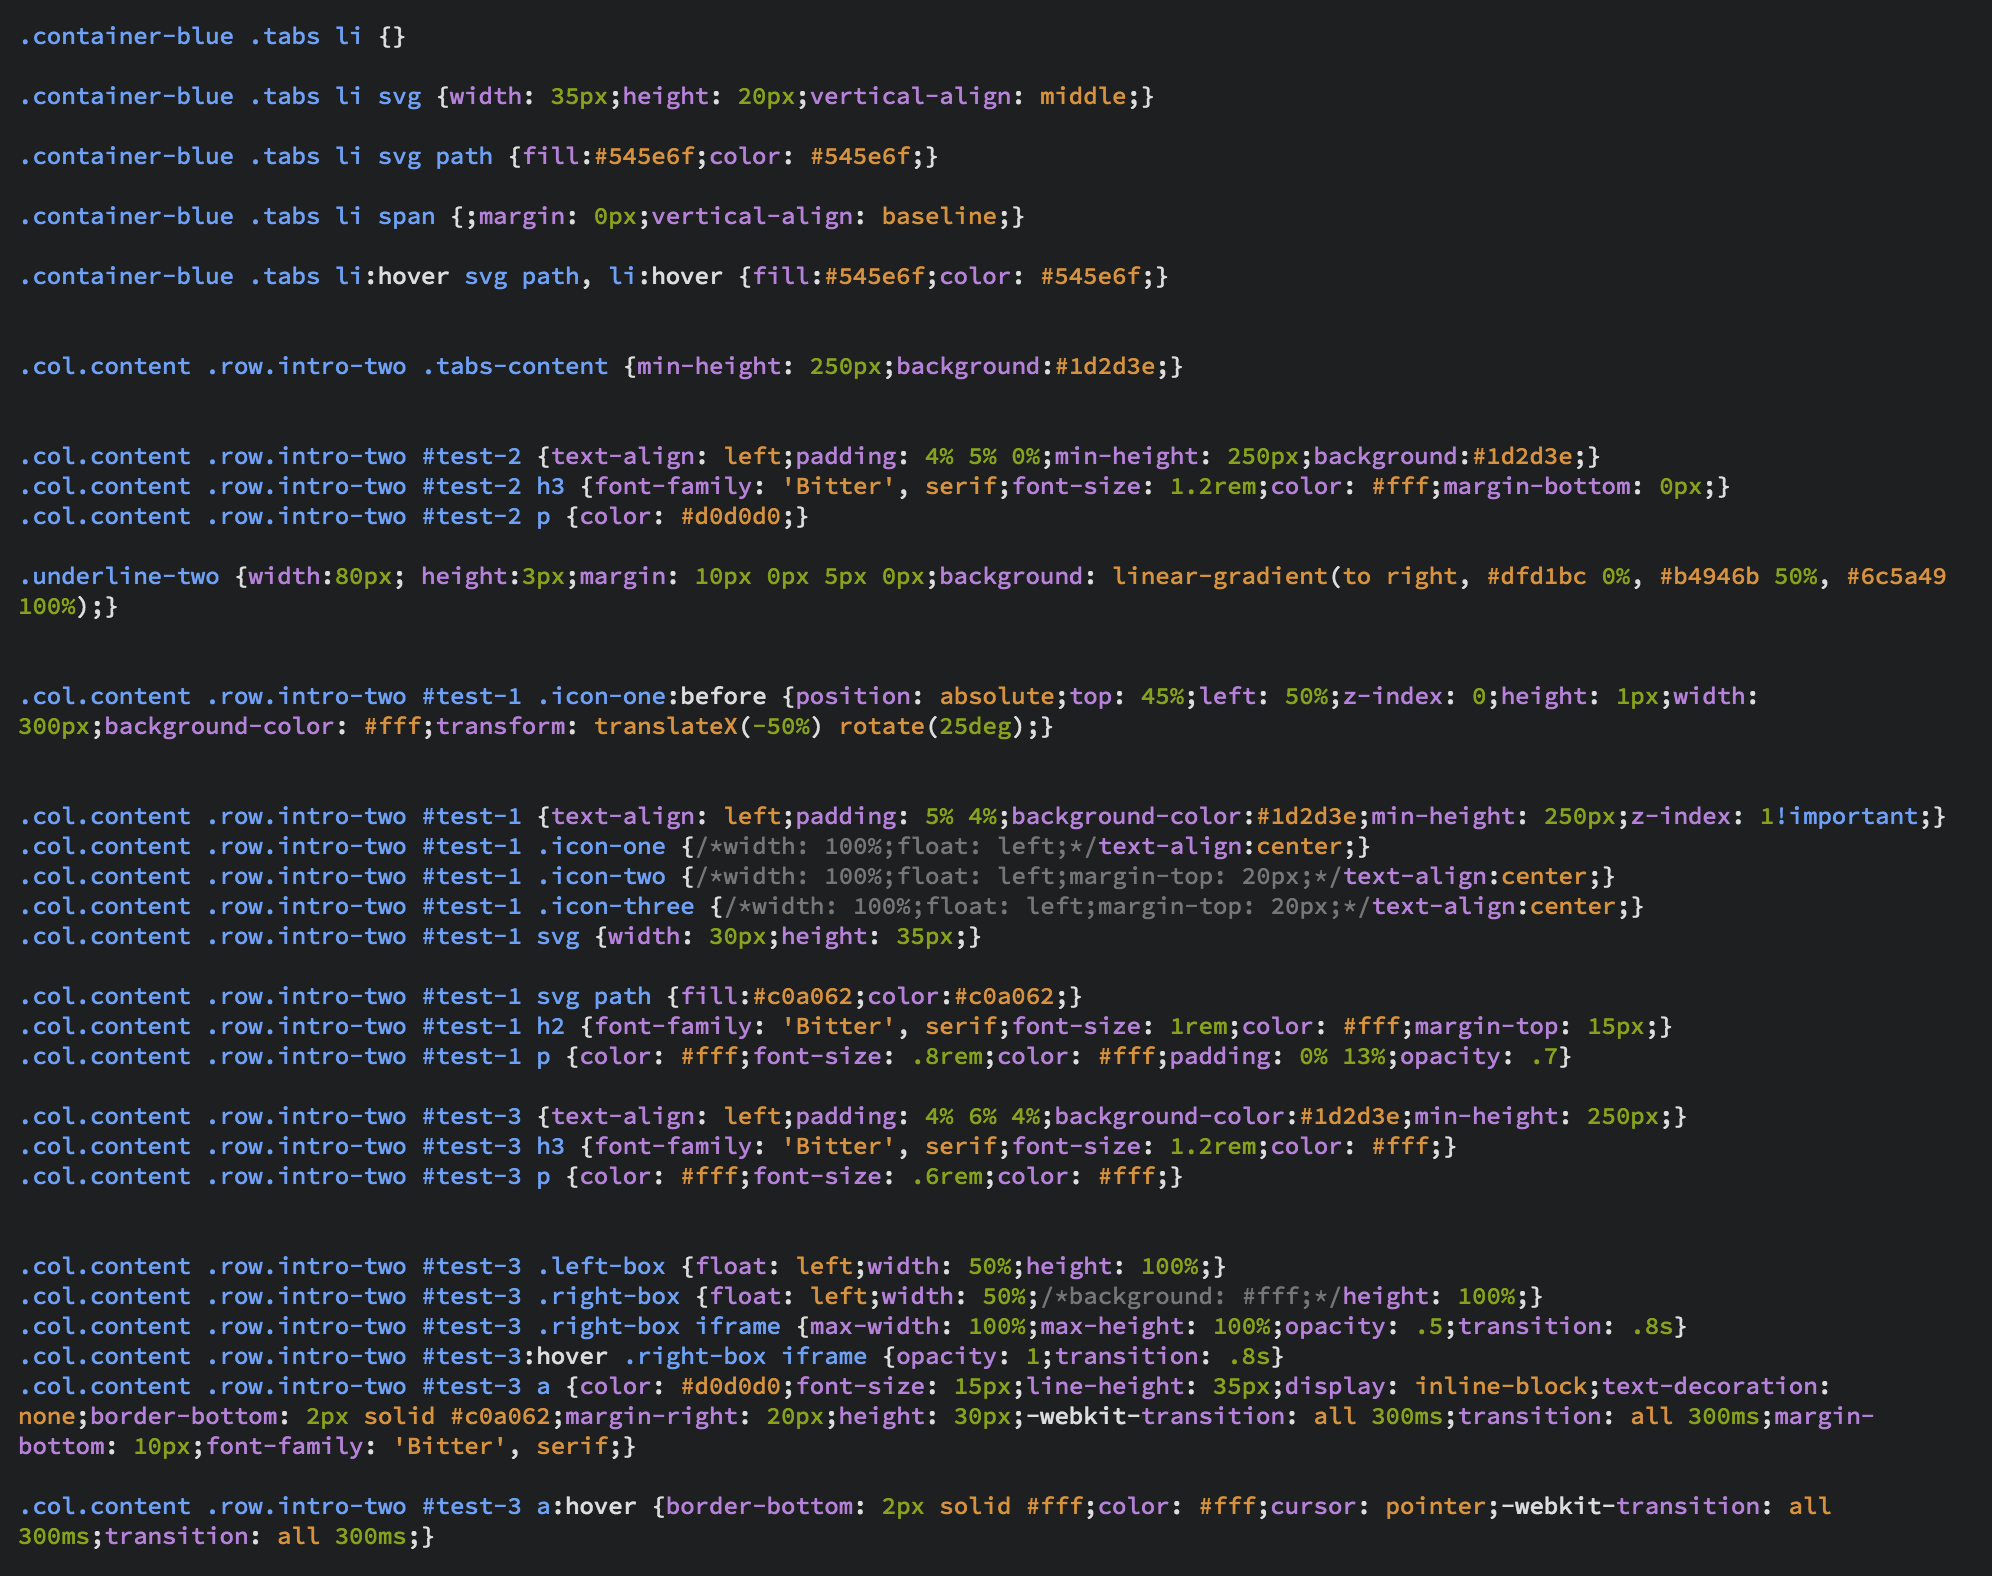 .container-blue .tabs li {}
.container-blue .tabs li svg {width: 35px;height: 20px;vertical-align: middle;}
.container-blue .tabs li svg path {fill:#545e6f;color: #545e6f;}
.container-blue .tabs li span {;margin: 0px;vertical-align: baseline;}
.container-blue .tabs li:hover svg path, li:hover {fill:#545e6f;color: #545e6f;}
.col.content .row.intro-two .tabs-content {min-height: 250px;background:#1d2d3e;}
.col.content .row.intro-two #test-2 {text-align: left;padding: 4% 5% 0%;min-height: 250px;background:#1d2d3e;}
.col.content .row.intro-two #test-2 h3 {font-family: 'Bitter', serif;font-size: 1.2rem;color: #fff;margin-bottom: 0px;}
.col.content .row.intro-two #test-2 p {color: #d0d0d0;}
.underline-two {width:80px; height:3px;margin: 10px 0px 5px 0px;background: linear-gradient(to right, #dfd1bc 0%, #b4946b 50%, #6c5a49
100%);}
.col.content .row.intro-two #test-1 .icon-one:before {position: absolute;top: 45%;left: 50%;z-index: 0;height: 1px;width:
300px;background-color: #fff;transform: translateX(-50%) rotate(25deg);}
.col.content .row.intro-two #test-1 {text-align: left;padding: 5% 4%;background-color:#1d2d3e;min-height: 250px;z-index: 1!important;}
.col.content .row.intro-two #test-1 .icon-one {/*width: 100%;float: left;*/text-align:center;}
.col.content .row.intro-two #test-1 .icon-two {/*width: 100%;float: left;margin-top: 20px;*/text-align:center;}
.col.content .row.intro-two #test-1 .icon-three {/*width: 100%;float: left;margin-top: 20px;*/text-align:center;}
.col.content .row.intro-two #test-1 svg {width: 30px;height: 35px;}
.col.content .row.intro-two #test-1 svg path {fill:#c0a062;color:#c0a062;}
.col.content .row.intro-two #test-1 h2 {font-family: 'Bitter', serif;font-size: 1rem;color: #fff;margin-top: 15px;}
.col.content .row.intro-two #test-1 p {color: #fff;font-size: .8rem;color: #fff;padding: 0% 13%;opacity: .7}
.col.content .row.intro-two #test-3 {text-align: left;padding: 4% 6% 4%;background-color:#1d2d3e;min-height: 250px;}
.col.content .row.intro-two #test-3 h3 {font-family: 'Bitter', serif;font-size: 1.2rem;color: #fff;}
.col.content .row.intro-two #test-3 p {color: #fff;font-size: .6rem;color: #fff;}
.col.content .row.intro-two #test-3 .left-box {float: left;width: 50%;height: 100%;}
.col.content .row.intro-two #test-3 .right-box {float: left;width: 50%;/*background: #fff;*/height: 100%;}
.col.content .row.intro-two #test-3 .right-box iframe {max-width: 100%;max-height: 100%;opacity: .5;transition: .8s}
.col.content .row.intro-two #test-3:hover .right-box iframe {opacity: 1;transition: .8s}
.col.content .row.intro-two #test-3 a {color: #d0d0d0;font-size: 15px;line-height: 35px;display: inline-block;text-decoration:
none;border-bottom: 2px solid #c0a062;margin-right: 20px;height: 30px;-webkit-transition: all 300ms;transition: all 300ms;margin-
bottom: 10px;font-family: 'Bitter', serif;}
.col.content .row.intro-two #test-3 a:hover {border-bottom: 2px solid #fff;color: #fff;cursor: pointer;-webkit-transition: all
300ms;transition: all 300ms;}